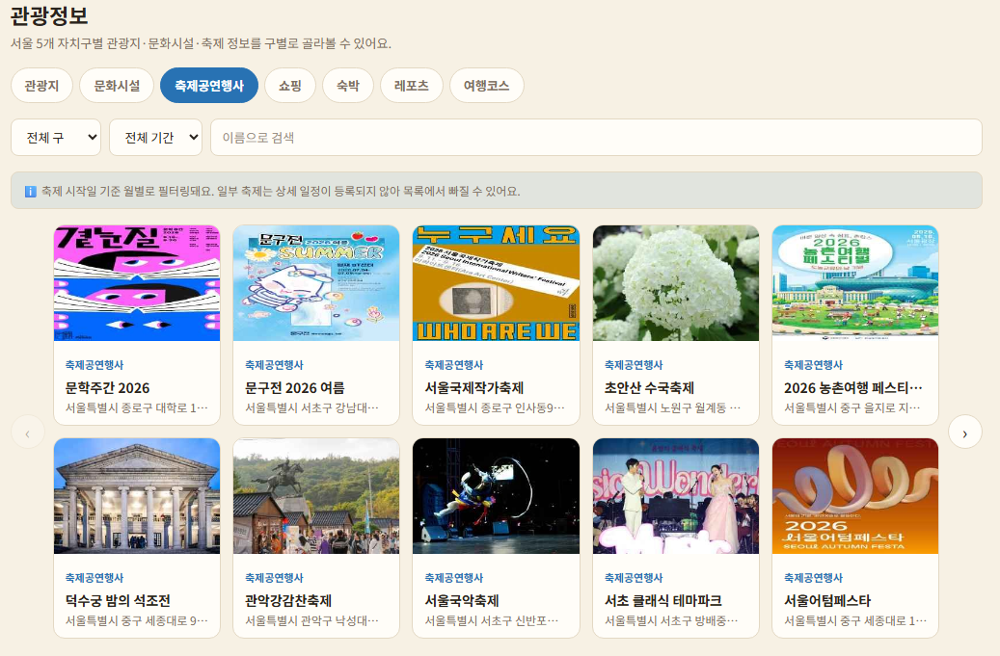 관광정보
서울 5개 자치구별 관광지·문화시설·축제 정보를 구별로 골라볼 수 있어요.
관광지 문화시설 축제공연행사 쇼핑 숙박 레포츠 여행코스
전체 구 전체 기간 이름으로 검색
축제 시작일 기준 월별로 필터링돼요. 일부 축제는 상세 일정이 등록되지 않아 목록에서 빠질 수 있어요.
곁눈질
문구전 2026 여름
SUMMER
누구세요
2026 서울국제작가축제
2026 Seoul International Writers' Festival
WHO ARE WE
2026
농촌여행
페스티벌
축제공연행사
문학주간 2026
서울특별시 종로구 대학로 1…
축제공연행사
문구전 2026 여름
서울특별시 서초구 강남대…
축제공연행사
서울국제작가축제
서울특별시 종로구 인사동9…
축제공연행사
초안산 수국축제
서울특별시 노원구 월계동 …
축제공연행사
2026 농촌여행 페스티…
서울특별시 중구 을지로 지…
‹
›
SEOUL AUTUMN FESTA
2026
서울어텀페스타
SEOUL AUTUMN FESTA
축제공연행사
덕수궁 밤의 석조전
서울특별시 중구 세종대로 9…
축제공연행사
관악강감찬축제
서울특별시 관악구 낙성대…
축제공연행사
서울국악축제
서울특별시 서초구 신반포…
축제공연행사
서초 클래식 테마파크
서울특별시 서초구 방배중…
축제공연행사
서울어텀페스타
서울특별시 중구 세종대로 1…